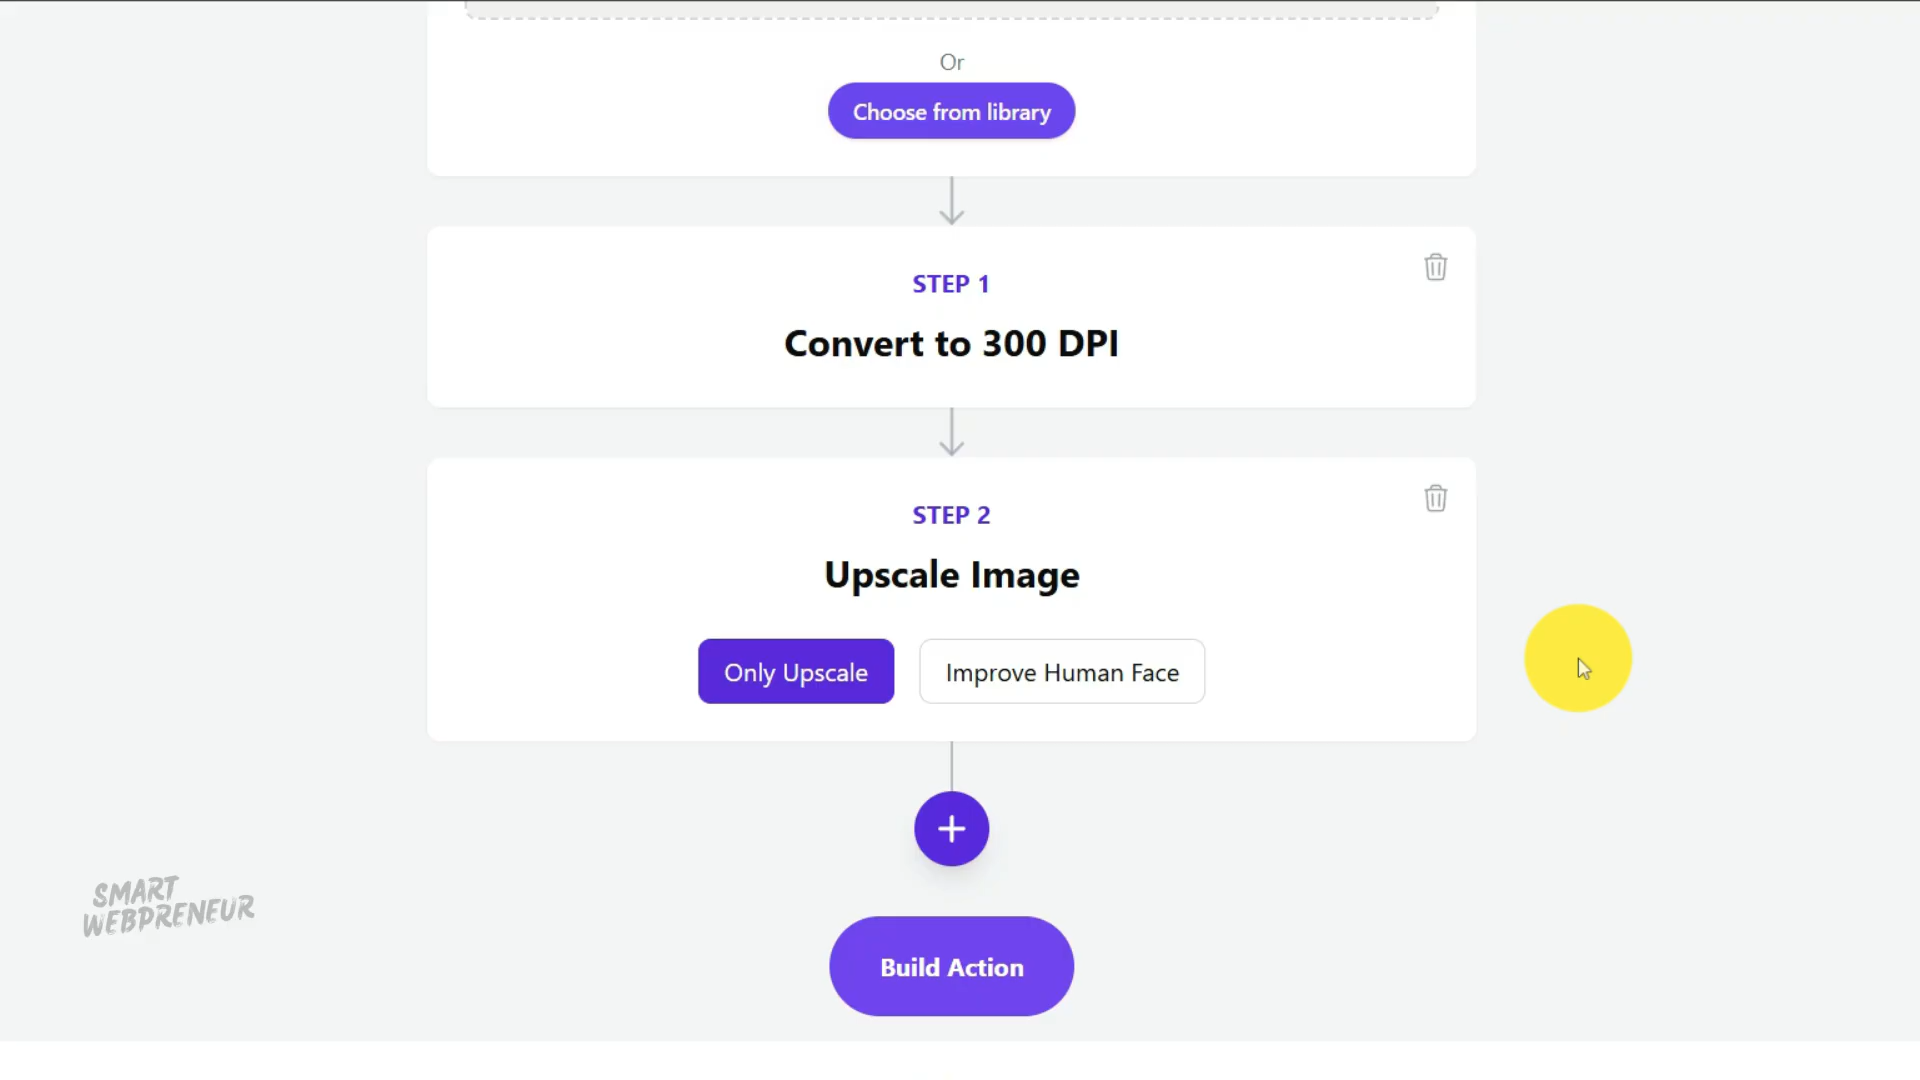 Or
Choose from library
STEP 1
Convert to 300 DPI
STEP 2
Upscale Image
Only Upscale
Improve Human Face
+
Build Action
SMART
WEBPRENEUR